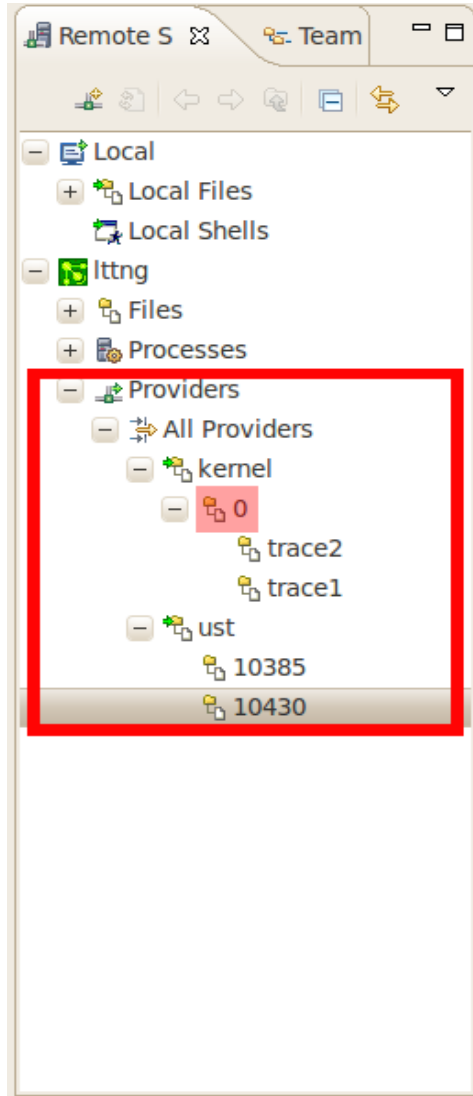 Remote S Team
Local
Local Files
Local Shells
lttng
Files
Processes
Providers
All Providers
kernel
0
trace2
trace1
ust
10385
10430